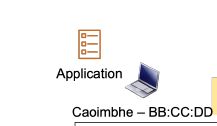 Application
Caoimbhe – BB:CC:DD